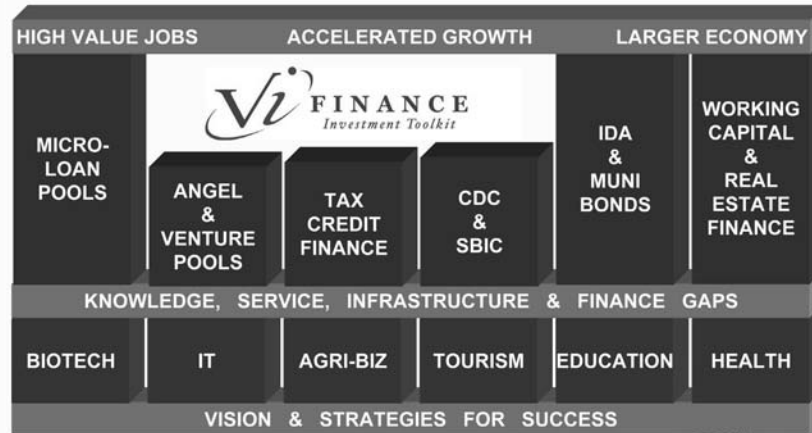 HIGH VALUE JOBS ACCELERATED GROWTH LARGER ECONOMY
Vi FINANCE
Investment Toolkit
MICRO-
LOAN
POOLS
ANGEL
&
VENTURE
POOLS
TAX
CREDIT
FINANCE
CDC
&
SBIC
IDA
&
MUNI
BONDS
WORKING
CAPITAL
&
REAL
ESTATE
FINANCE
KNOWLEDGE, SERVICE, INFRASTRUCTURE & FINANCE GAPS
BIOTECH IT AGRI-BIZ TOURISM EDUCATION HEALTH
VISION & STRATEGIES FOR SUCCESS